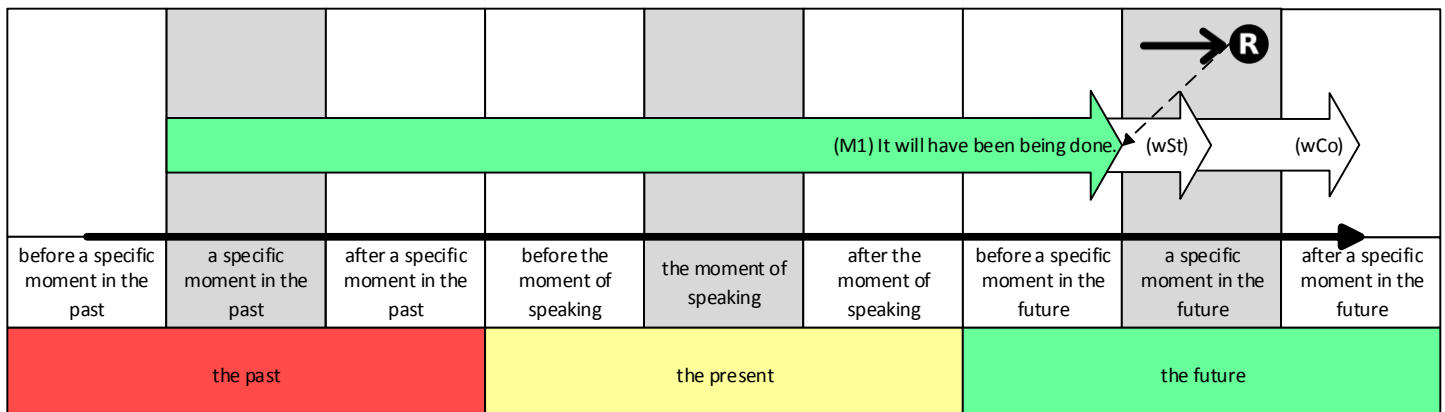 R
(M1) It will have been being done.
(wSt)
(wCo)
before a specific
moment in the
past
a specific
moment in the
past
after a specific
moment in the
past
before the
moment of
speaking
the moment of
speaking
after the
moment of
speaking
before a specific
moment in the
future
a specific
moment in the
future
after a specific
moment in the
future
the past
the present
the future